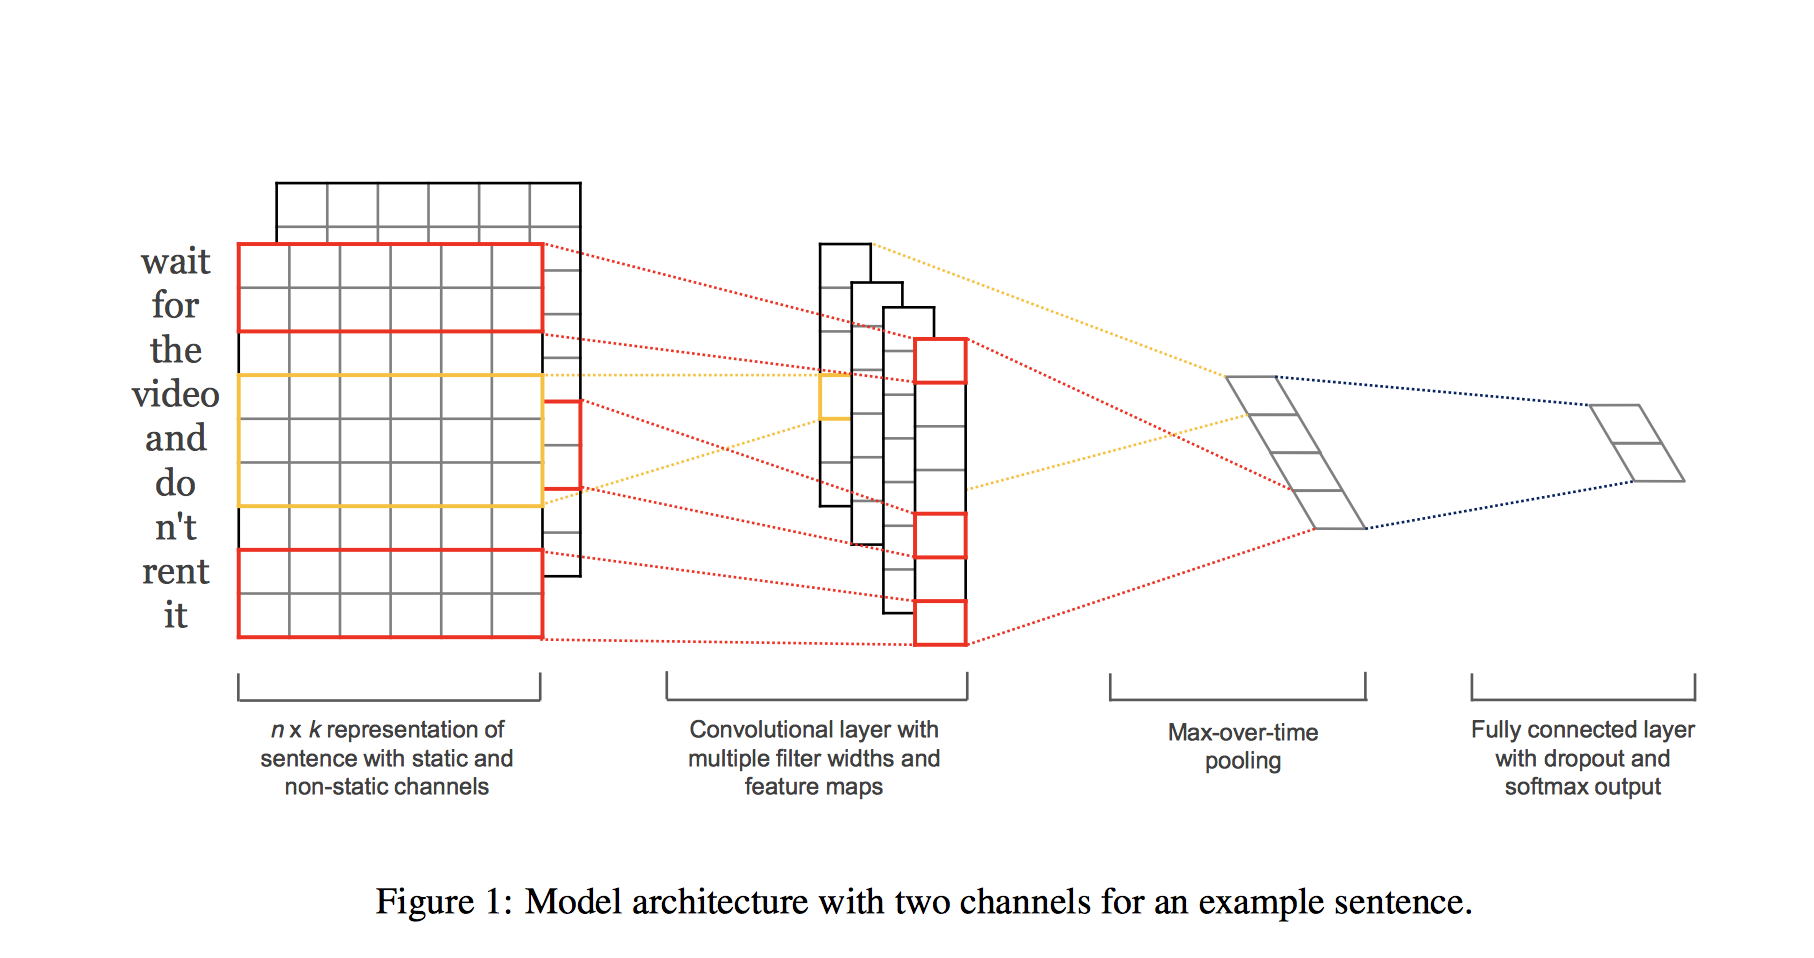 wait
for
the
video
and
do
n't
rent
it
n x k representation of
sentence with static and
non-static channels
Convolutional layer with
multiple filter widths and
feature maps
Max-over-time
pooling
Fully connected layer
with dropout and
softmax output
Figure 1: Model architecture with two channels for an example sentence.